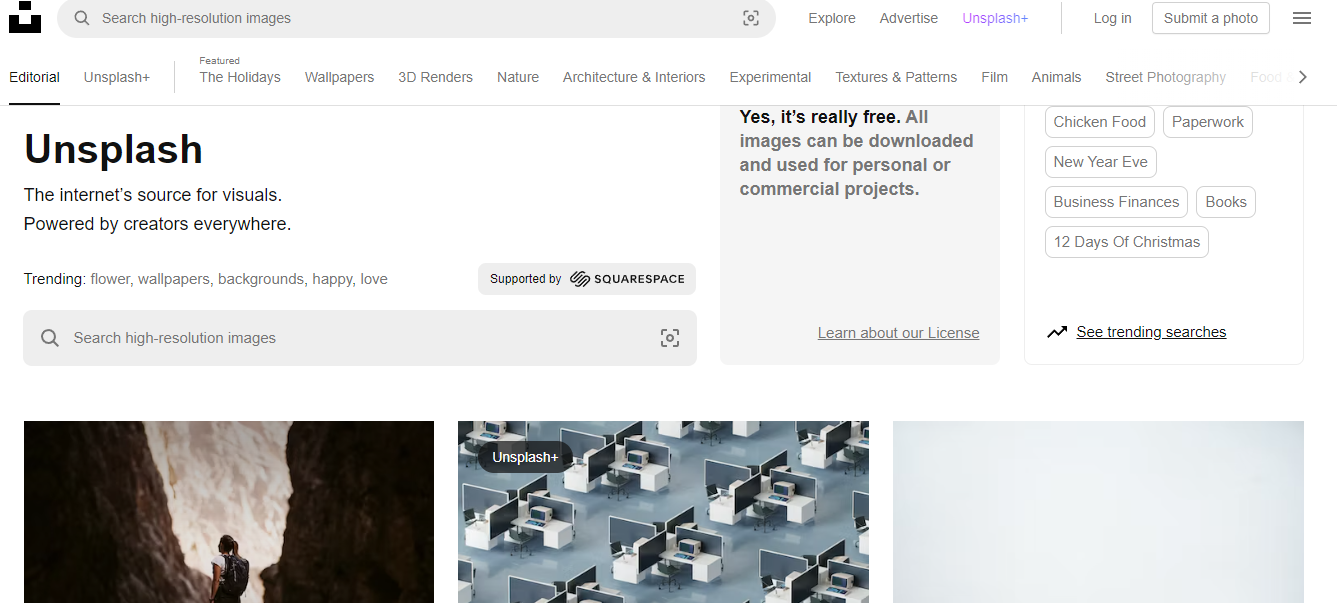 Search high-resolution images
Explore
Advertise
Unsplash+
Log in
Submit a photo
Editorial
Unsplash+
Featured
The Holidays
Wallpapers
3D Renders
Nature
Architecture & Interiors
Experimental
Textures & Patterns
Film
Animals
Street Photography
Food &
Unsplash
The internet’s source for visuals.
Powered by creators everywhere.
Trending: flower, wallpapers, backgrounds, happy, love
Supported by SQUARESPACE
Search high-resolution images
Yes, it’s really free. All
images can be downloaded
and used for personal or
commercial projects.
Learn about our License
Chicken Food
Paperwork
New Year Eve
Business Finances
Books
12 Days Of Christmas
See trending searches
Unsplash+